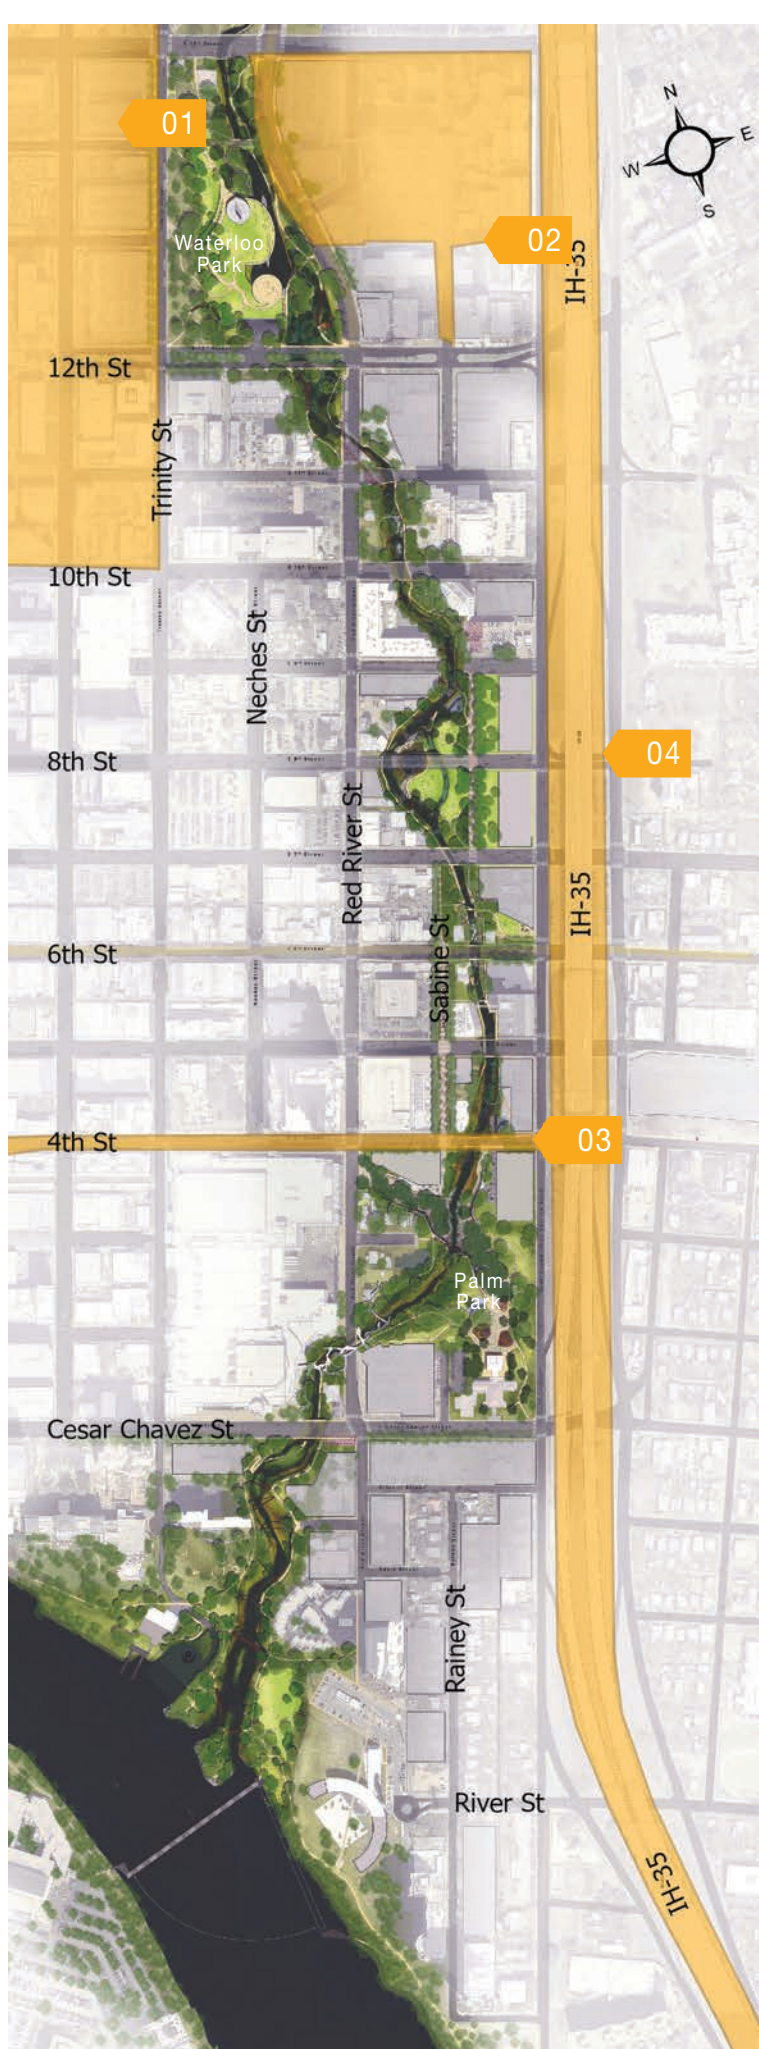 01
N
E
W
S
Waterloo
Park
02
IH-35
12th St
Trinity St
10th St
Neches St
04
8th St
Red River St
IH-35
Sabine St
6th St
03
4th St
Palm
Park
Cesar Chavez St
Rainey St
River St
IH-35